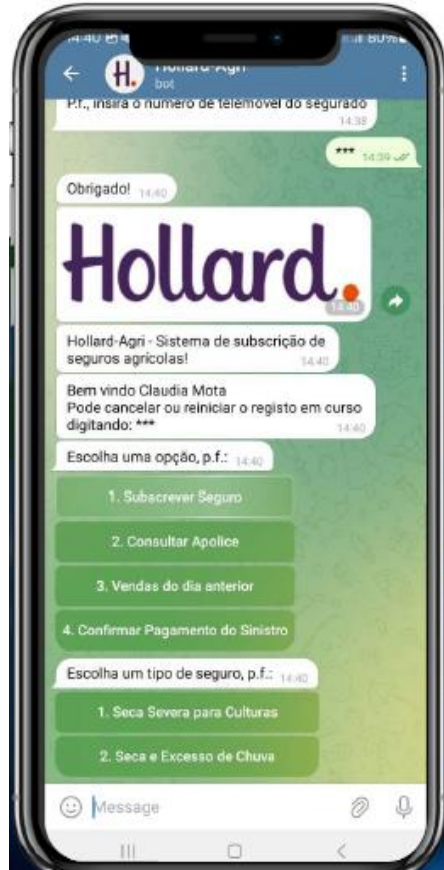 14:40
80%
H.
Hollard-Agri
bot
P.f., insira o numero de telemovel do segurado
14:38
*** 14:39
Obrigado! 14:40
Hollard.
14:40
Hollard-Agri - Sistema de subscrição de
seguros agrícolas!
14:40
Bem vindo Claudia Mota
Pode cancelar ou reiniciar o registo em curso
digitando: ***
14:40
Escolha uma opção, p.f.: 14:40
1. Subscrever Seguro
2. Consultar Apolice
3. Vendas do dia anterior
4. Confirmar Pagamento do Sinistro
Escolha um tipo de seguro, p.f.: 14:40
1. Seca Severa para Culturas
2. Seca e Excesso de Chuva
Message